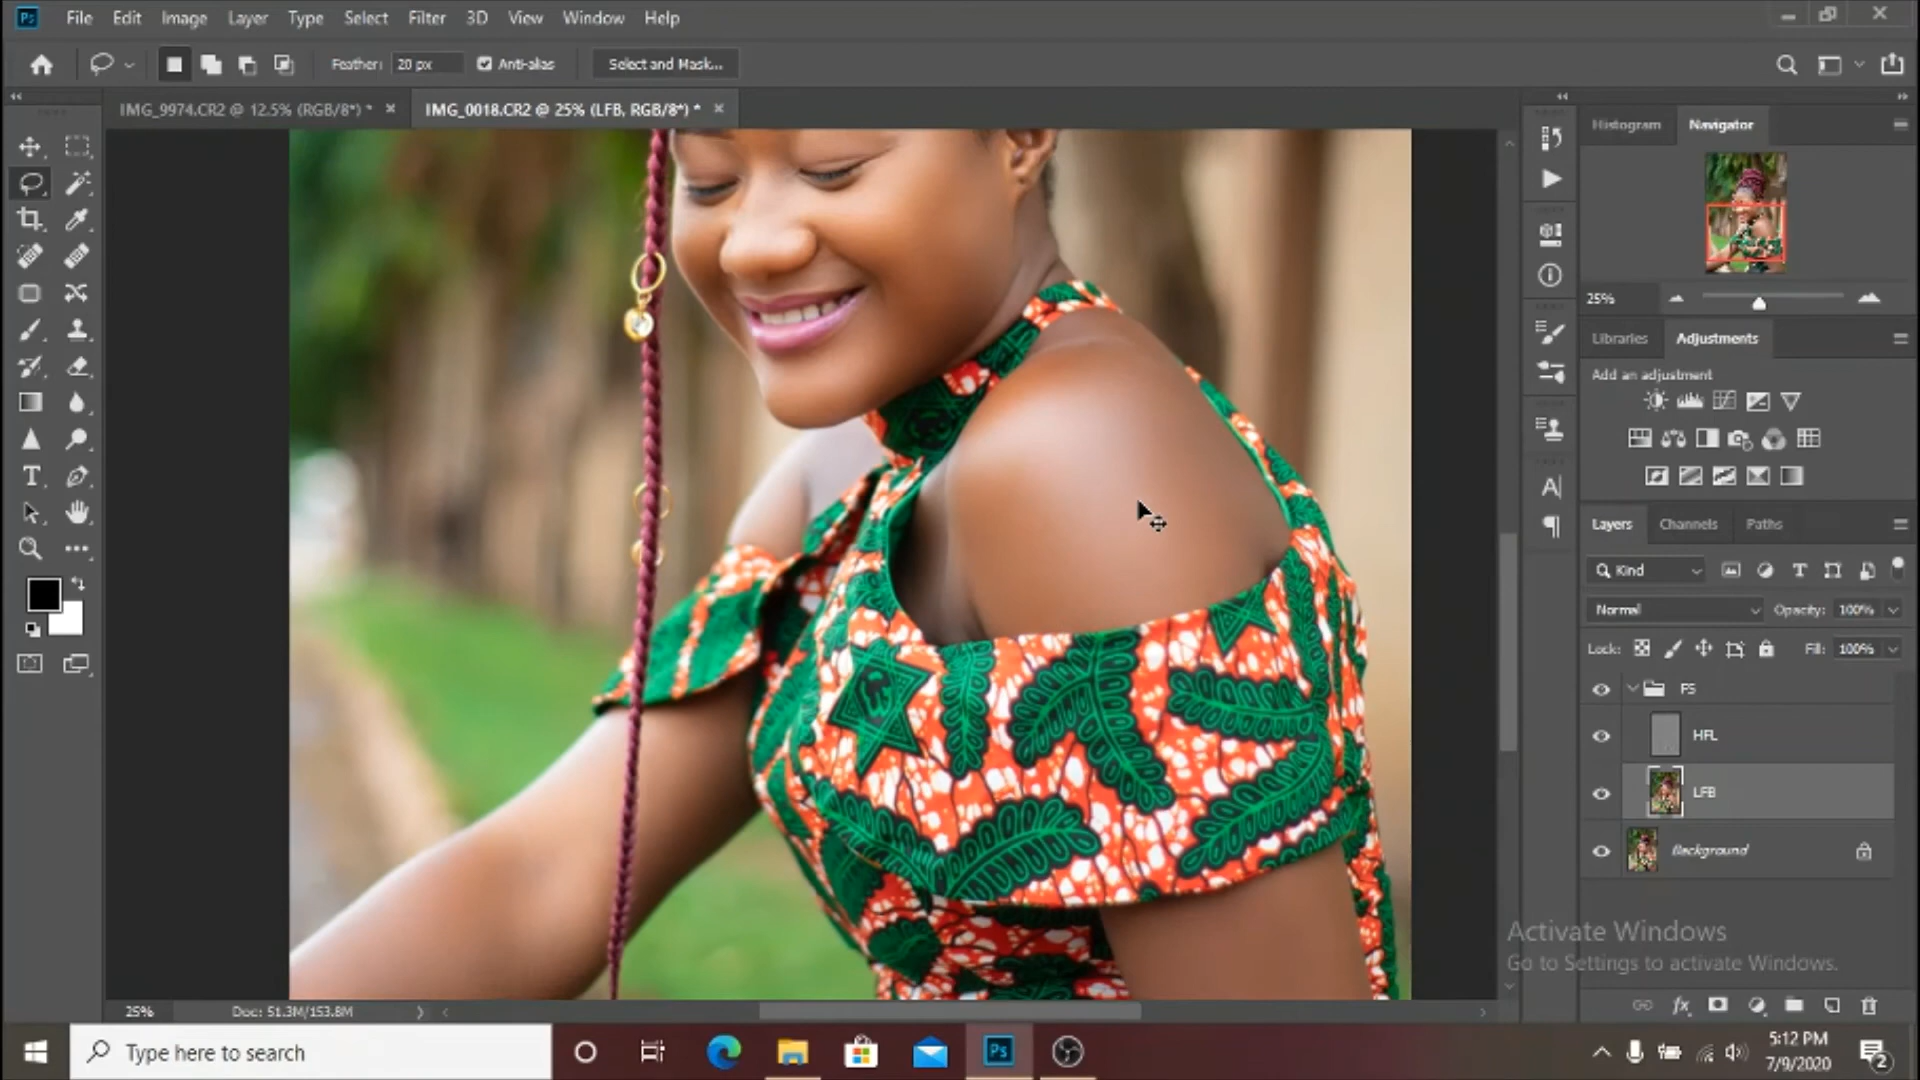 Ps File Edit Image Layer Type Select Filter 3D View Window Help
Feather: 20 px Anti-alias Select and Mask...
IMG_9974.CR2 @ 12.5% (RGB/8*) * × IMG_0018.CR2 @ 25% (LFB, RGB/8*) * ×
Histogram Navigator
25%
Libraries Adjustments
Add an adjustment
Layers Channels Paths
Kind
Normal Opacity: 100%
Lock: Fill: 100%
FS
HFL
LFB
Background
Activate Windows
Go to Settings to activate Windows.
25% Doc: 51.3M/153.8M
Type here to search
Ps
5:12 PM
7/9/2020
2